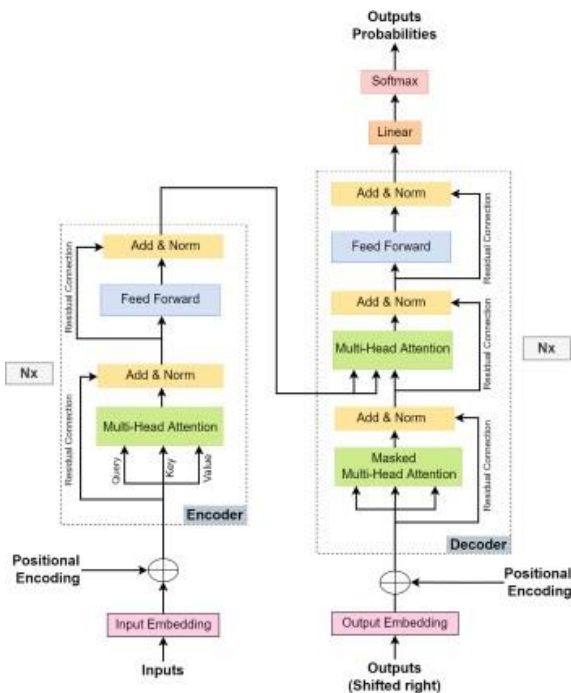 Outputs
Probabilities
Softmax
Linear
Add & Norm
Residual Connection
Feed Forward
Add & Norm
Residual Connection
Multi-Head Attention
Nx
Add & Norm
Residual Connection
Masked
Multi-Head Attention
Decoder
Positional
Encoding
Output Embedding
Outputs
(Shifted right)
Add & Norm
Residual Connection
Feed Forward
Nx
Add & Norm
Residual Connection
Multi-Head Attention
Query
Key
Value
Encoder
Positional
Encoding
Input Embedding
Inputs